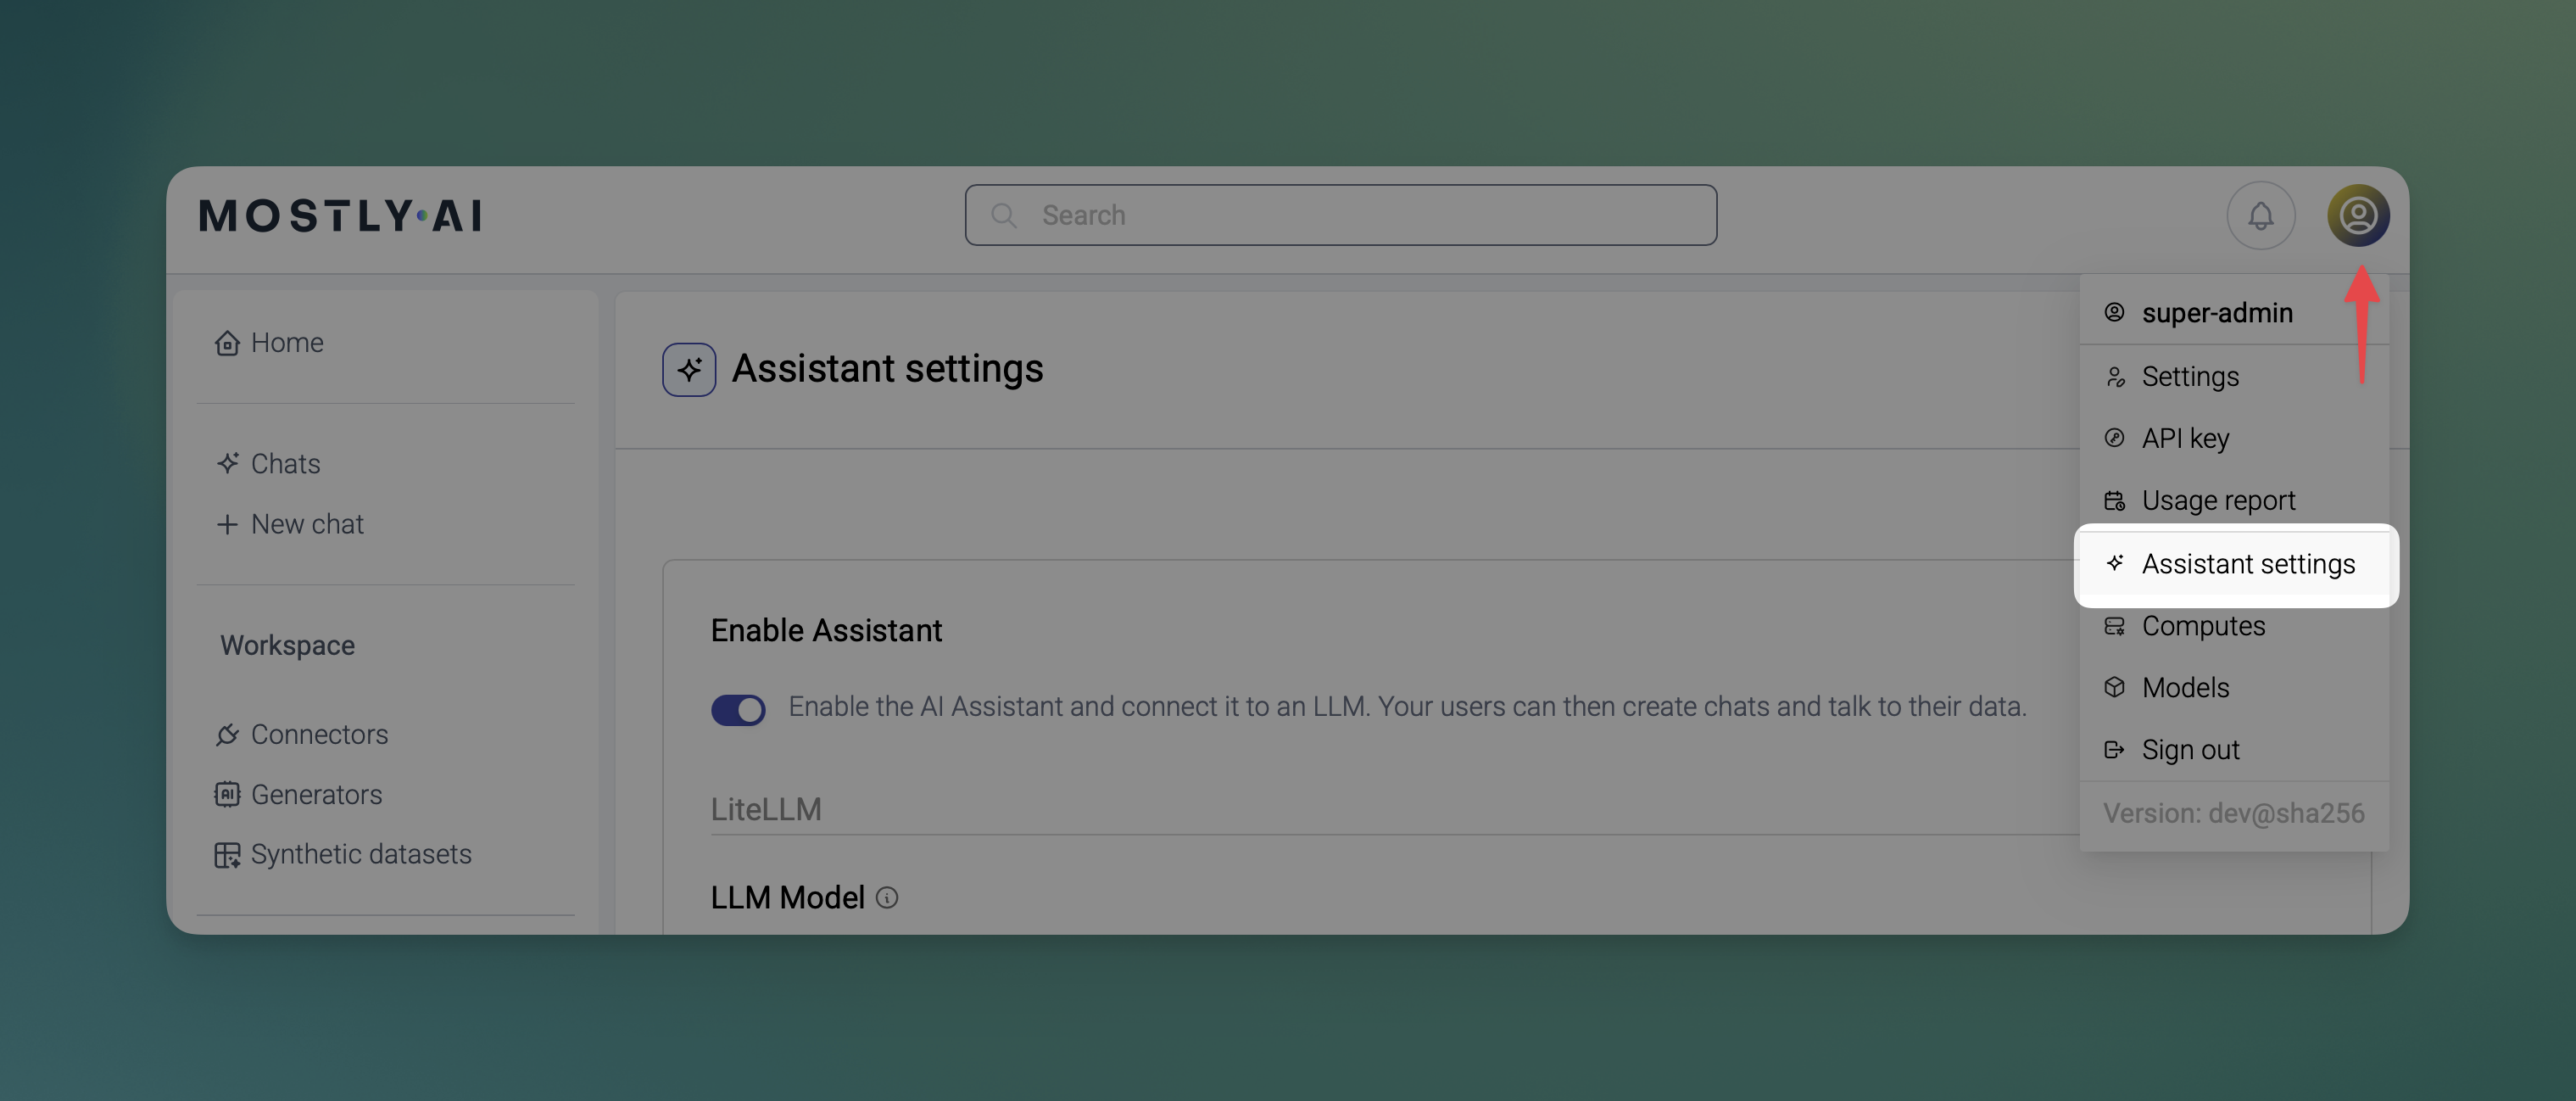 MOSTLY·AI
Search
Home
Chats
New chat
Workspace
Connectors
Generators
Synthetic datasets
Assistant settings
Enable Assistant
Enable the AI Assistant and connect it to an LLM. Your users can then create chats and talk to their data.
LiteLLM
LLM Model
super-admin
Settings
API key
Usage report
Assistant settings
Computes
Models
Sign out
Version: dev@sha256